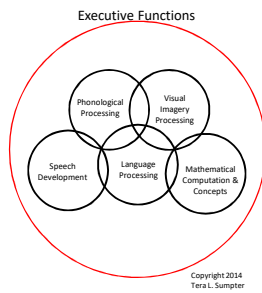 Executive Functions
Phonological
Processing
Visual
Imagery
Processing
Speech
Development
Language
Processing
Mathematical
Computation &
Concepts
Copyright 2014
Tera L. Sumpter